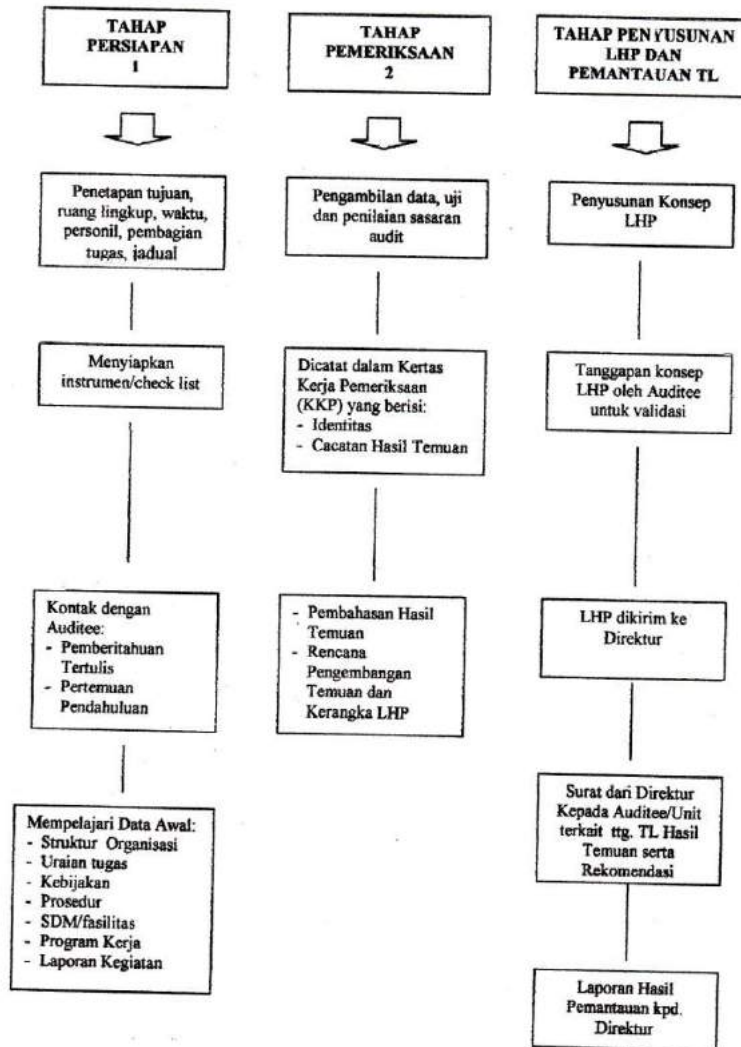 TAHAP
PERSIAPAN
1
Penetapan tujuan,
ruang lingkup, waktu,
personil, pembagian
tugas, jadual
Menyiapkan
instrumen/check list
Kontak dengan
Auditee:
- Pemberitahuan
Tertulis
- Pertemuan
Pendahuluan
Mempelajari Data Awal:
- Struktur Organisasi
- Uraian tugas
- Kebijakan
- Prosedur
- SDM/fasilitas
- Program Kerja
- Laporan Kegiatan
TAHAP
PEMERIKSAAN
2
Pengambilan data, uji
dan penilaian sasaran
audit
Dicatat dalam Kertas
Kerja Pemeriksaan
(KKP) yang berisi:
- Identitas
- Cacatan Hasil Temuan
- Pembahasan Hasil
Temuan
- Rencana
Pengembangan
Temuan dan
Kerangka LHP
TAHAP PENYUSUNAN
LHP DAN
PEMANTAUAN TL
Penyusunan Konsep
LHP
Tanggapan konsep
LHP oleh Auditee
untuk validasi
LHP dikirim ke
Direktur
Surat dari Direktur
Kepada Auditee/Unit
terkait ttg. TL Hasil
Temuan serta
Rekomendasi
Laporan Hasil
Pemantauan kpd.
Direktur